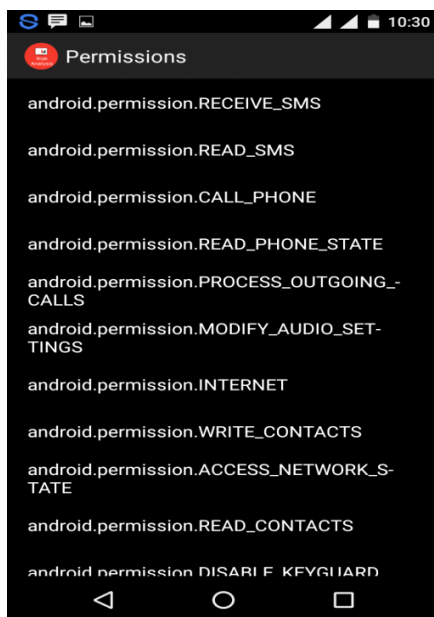 10:30
Risk
Analysis
Permissions
android.permission.RECEIVE_SMS
android.permission.READ_SMS
android.permission.CALL_PHONE
android.permission.READ_PHONE_STATE
android.permission.PROCESS_OUTGOING_-
CALLS
android.permission.MODIFY_AUDIO_SET-
TINGS
android.permission.INTERNET
android.permission.WRITE_CONTACTS
android.permission.ACCESS_NETWORK_S-
TATE
android.permission.READ_CONTACTS
android.permission.DISABLE_KEYGUARD